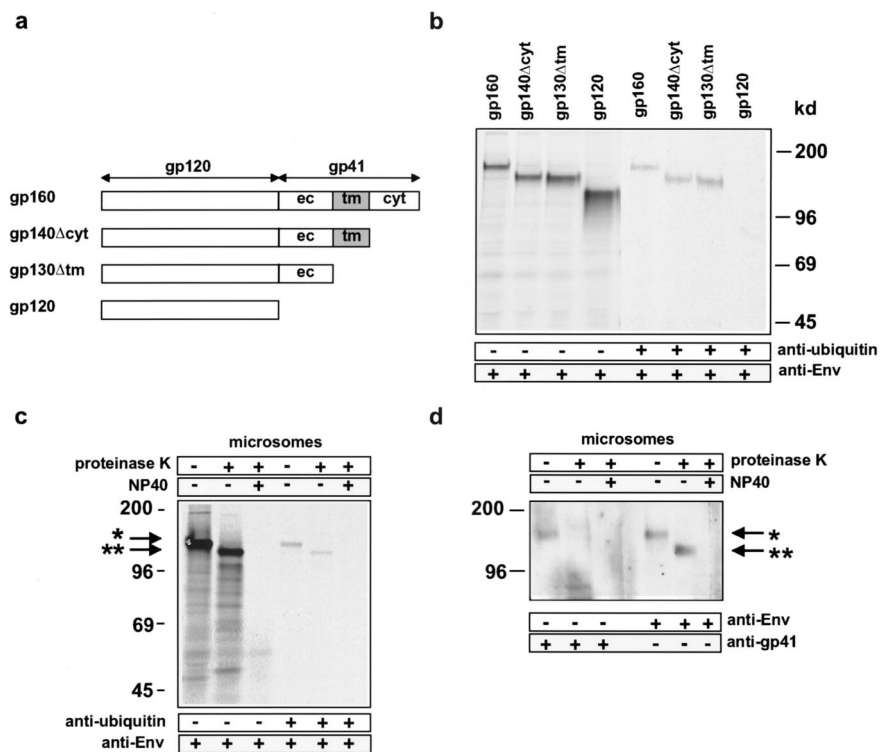 a
gp120 gp41
gp160 ec tm cyt
gp140Δcyt ec tm
gp130Δtm ec
gp120
b
gp160 gp140Δcyt gp130Δtm gp120 gp160 gp140Δcyt gp130Δtm gp120 kd
200
96
69
45
- - - - + + + + anti-ubiquitin
+ + + + + + + + anti-Env
c
microsomes
proteinase K - + + - + +
NP40 - - + - - +
200
*
**
96
69
45
anti-ubiquitin - - - + + +
anti-Env + + + + + +
d
microsomes
- + + - + + proteinase K
- - + - - + NP40
200
*
**
96
- - - + + + anti-Env
+ + + - - - anti-gp41